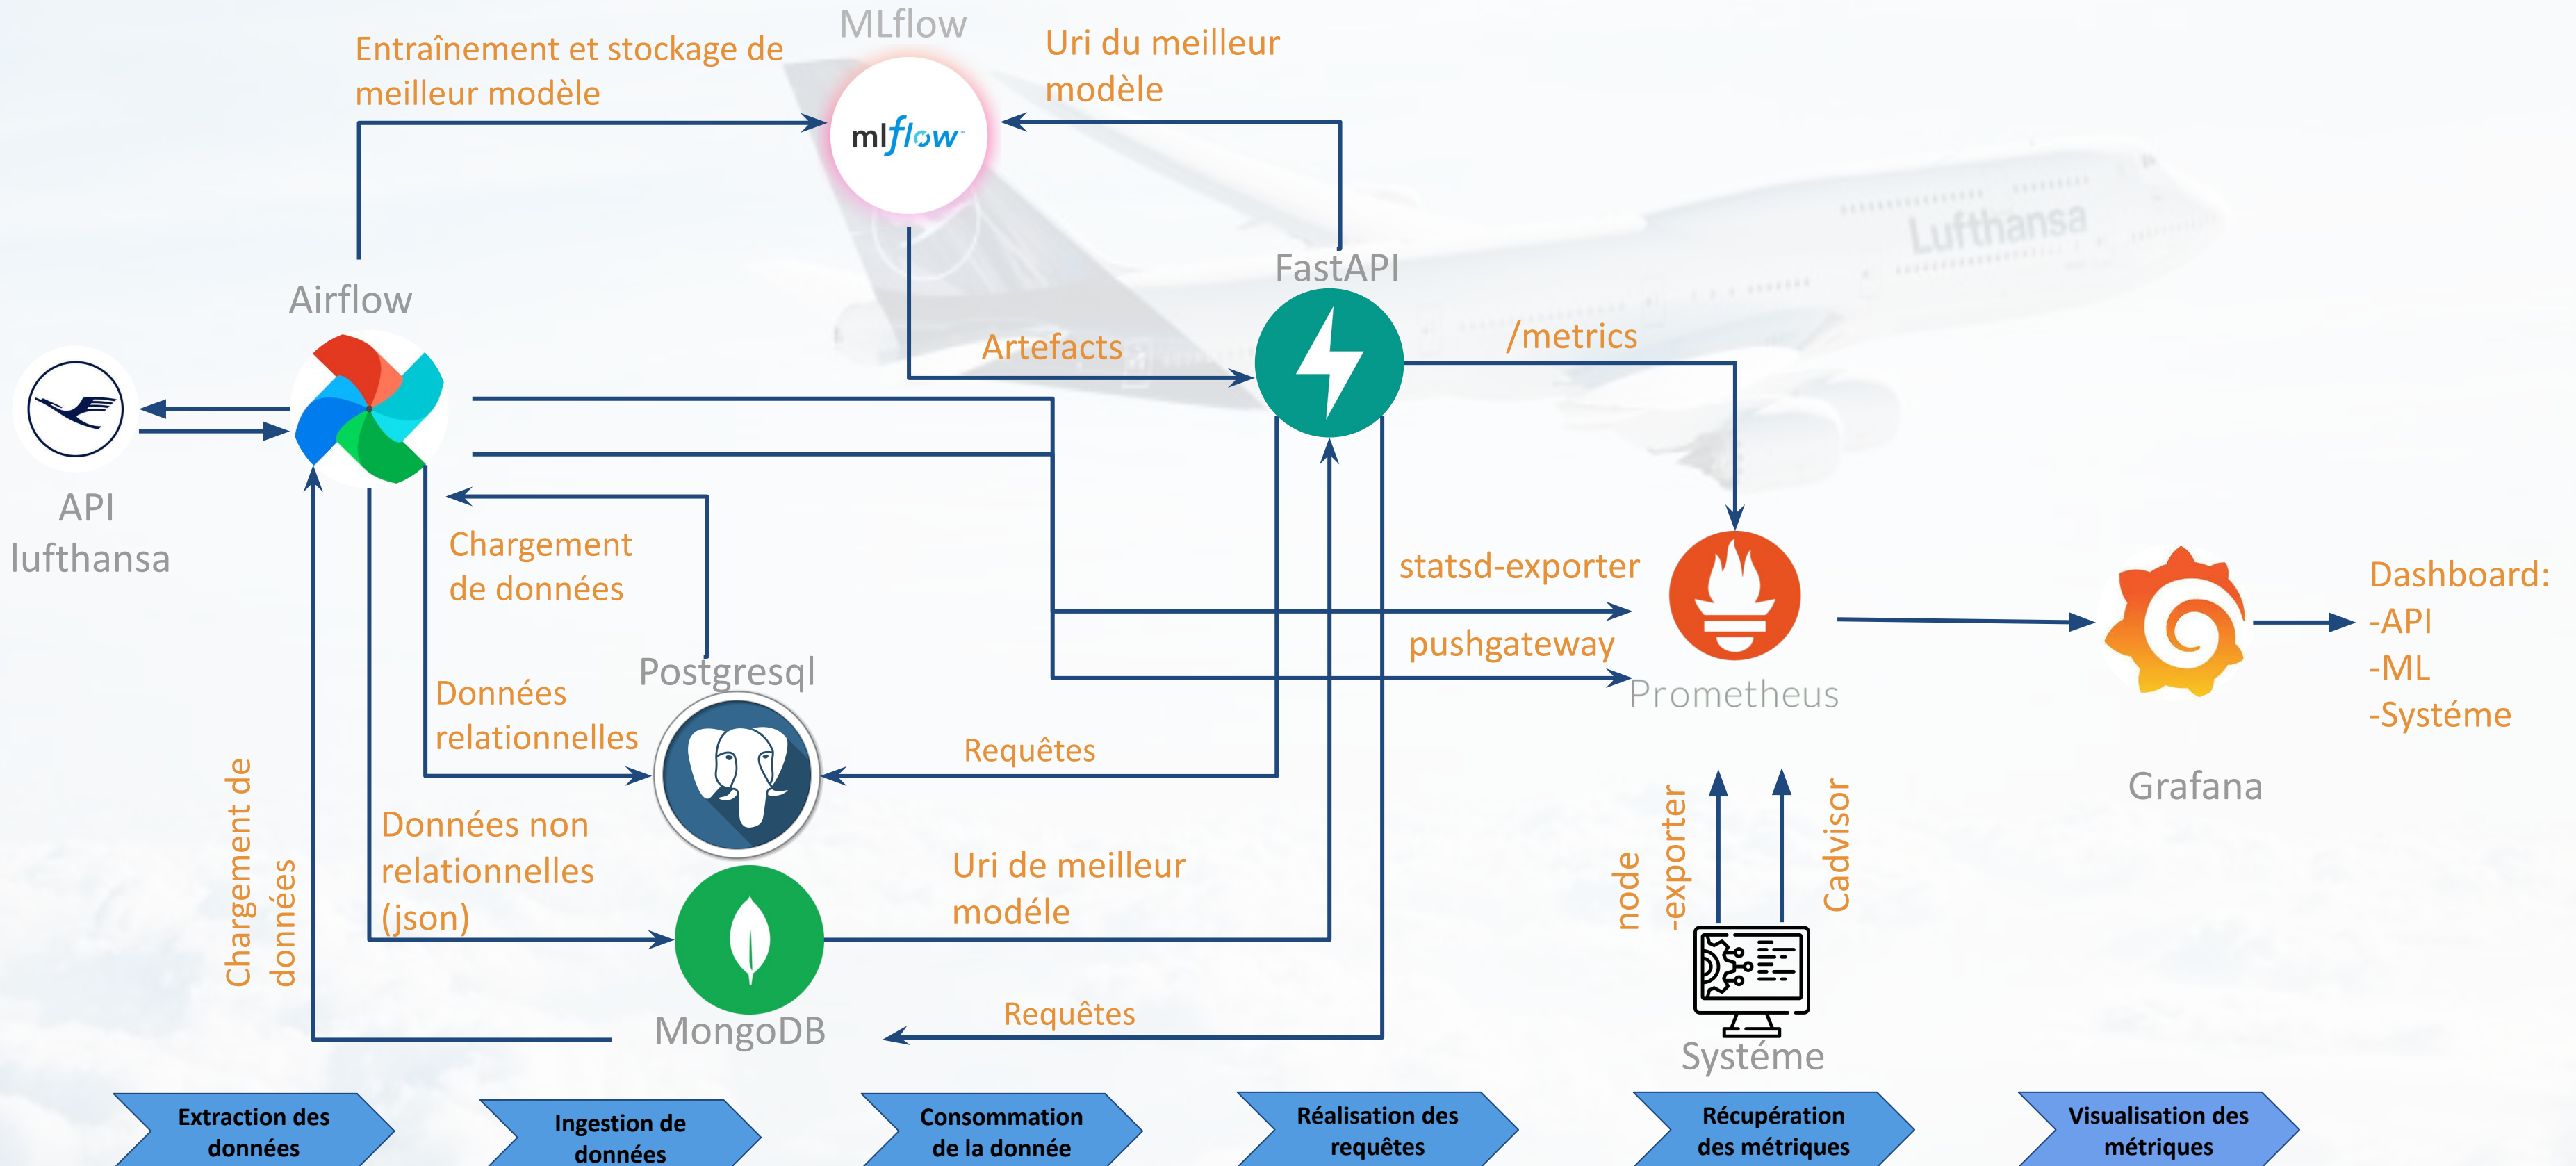 MLflow
Entraînement et stockage de
meilleur modèle
Uri du meilleur
modèle
mlflow
Lufthansa
FastAPI
Airflow
Artefacts
/metrics
API
lufthansa
Chargement
de données
statsd-exporter
pushgateway
Prometheus
Dashboard:
-API
-ML
-Systéme
Grafana
Postgresql
Données
relationnelles
Requêtes
Chargement de
données
Données non
relationnelles
(json)
Uri de meilleur
modéle
node
-exporter
Cadvisor
MongoDB
Requêtes
Systéme
Extraction des
données
Ingestion de
données
Consommation
de la donnée
Réalisation des
requêtes
Récupération
des métriques
Visualisation des
métriques